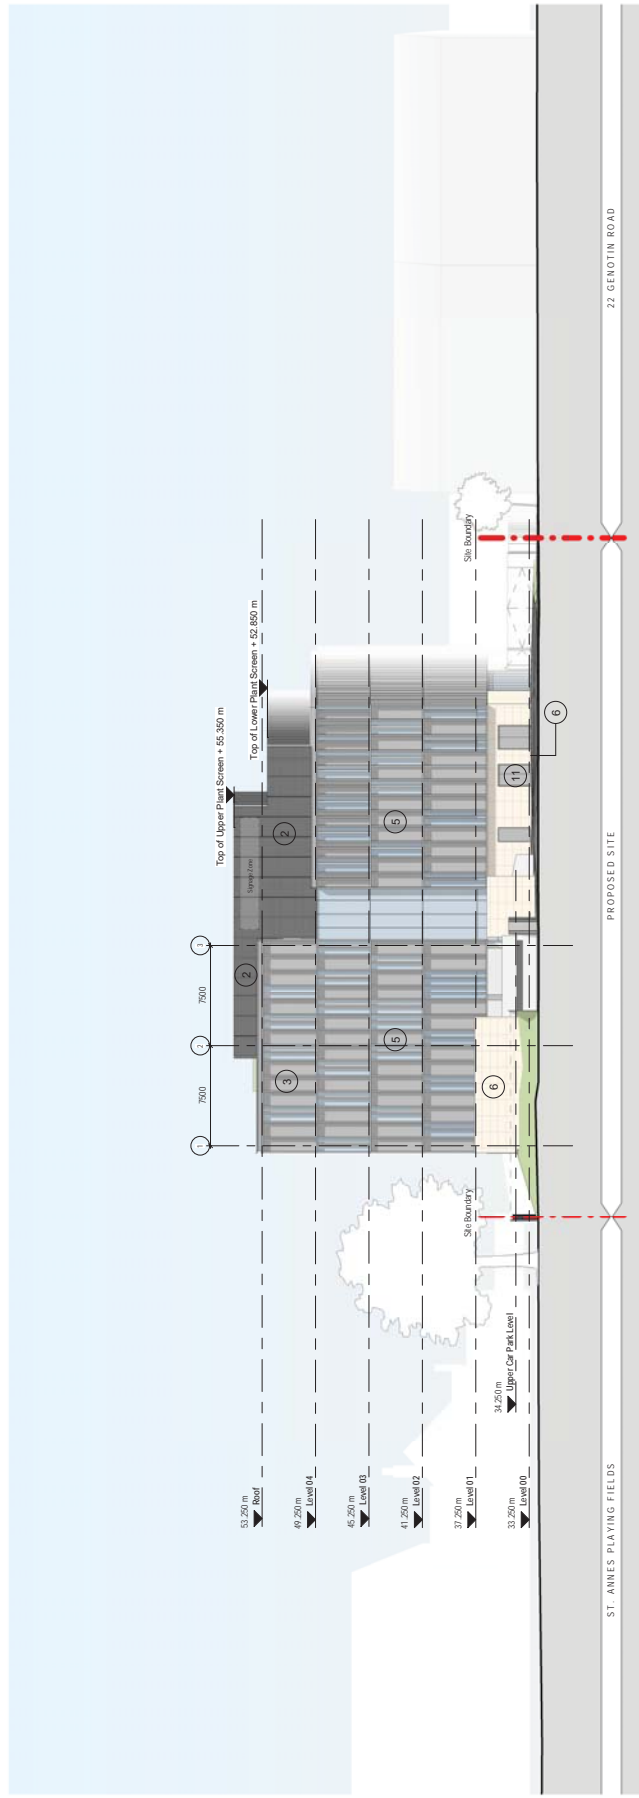 Top of Upper Plant Screen + 55.350 m
Top of Lower Plant Screen + 52.850 m
Signage Zone
1
2
3
7500
7500
2
2
3
5
5
6
11
6
Site Boundary
Site Boundary
53.250 m
Roof
49.250 m
Level 04
45.250 m
Level 03
41.250 m
Level 02
37.250 m
Level 01
34.250 m
Upper Car Park Level
33.250 m
Level 00
ST. ANNES PLAYING FIELDS
PROPOSED SITE
22 GENOTIN ROAD